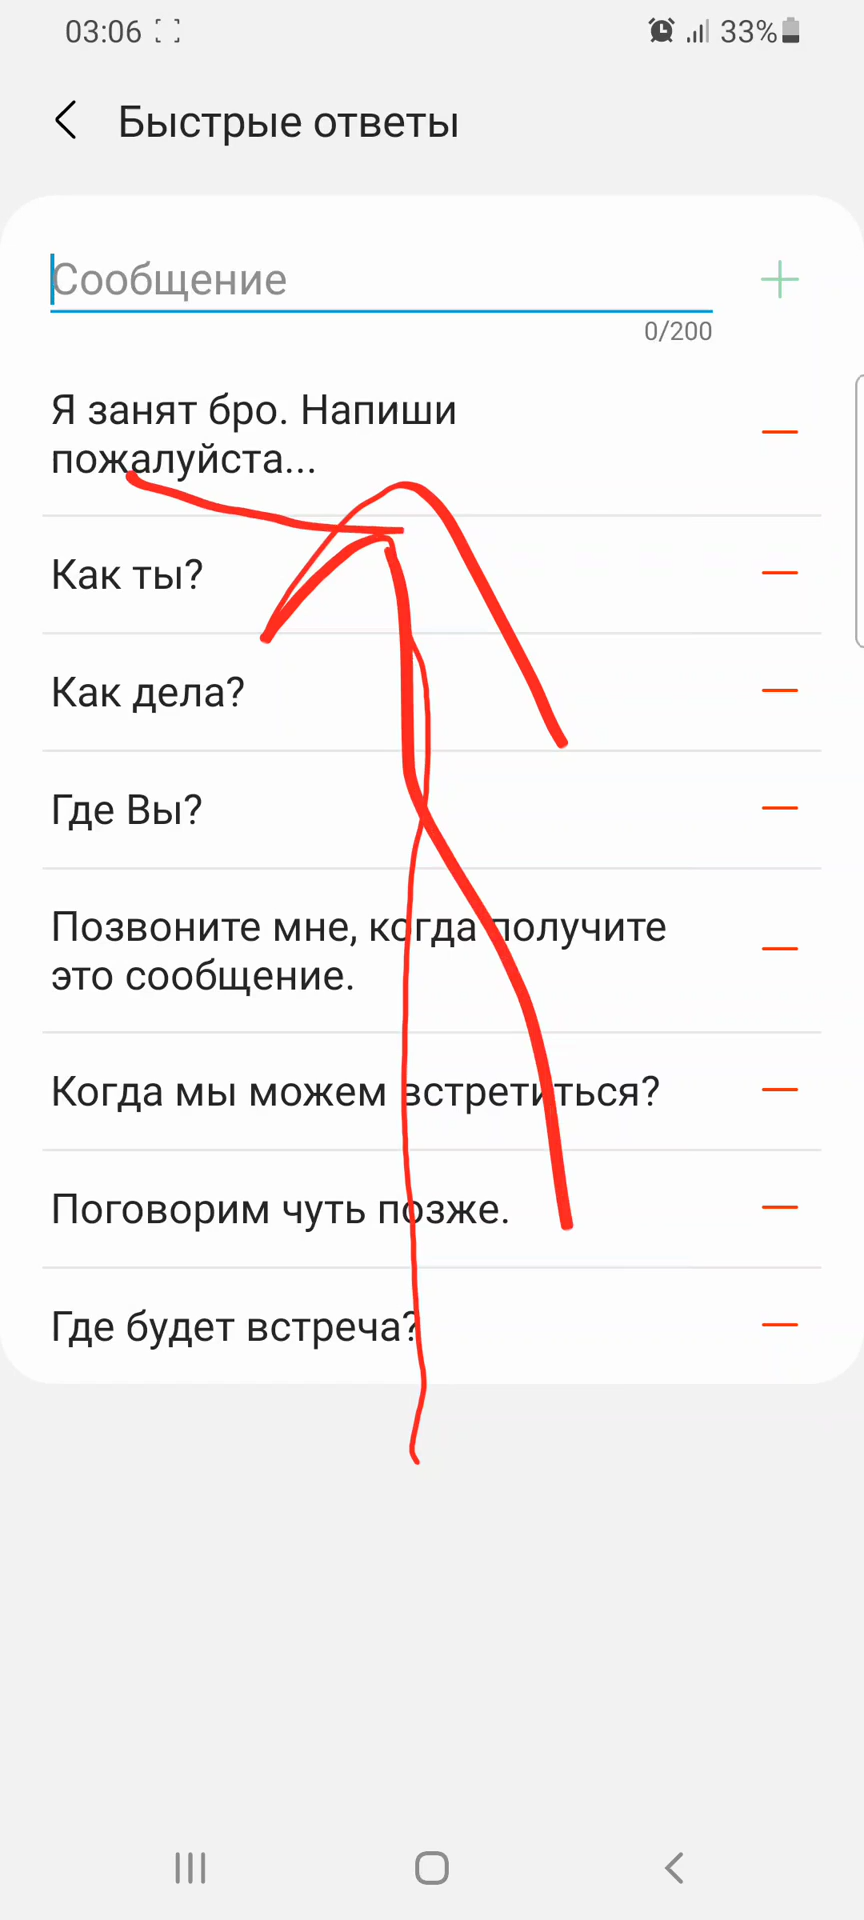 03:06 33%
Быстрые ответы
Сообщение
0/200
Я занят бро. Напиши
пожалуйста...
Как ты?
Как дела?
Где Вы?
Позвоните мне, когда получите
это сообщение.
Когда мы можем встретиться?
Поговорим чуть позже.
Где будет встреча?